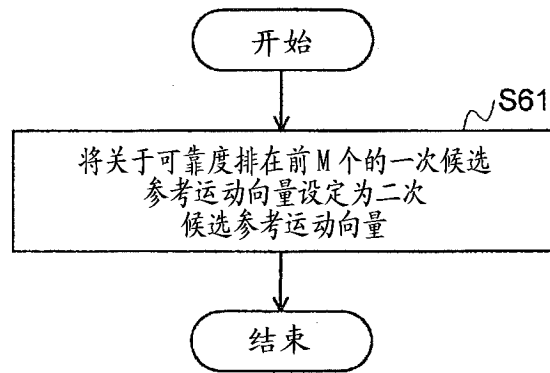 开始
S61
将关于可靠度排在前M个的一次候选
参考运动向量设定为二次
候选参考运动向量
结束